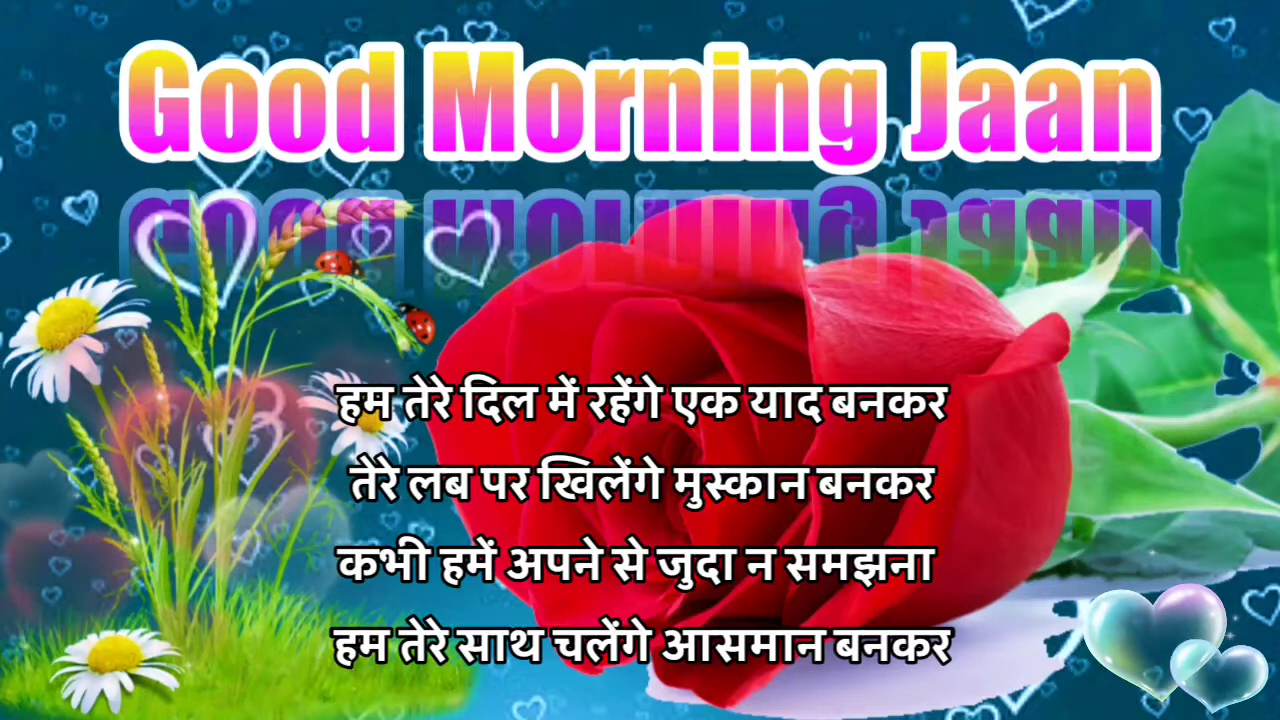 Good Morning Jaan
हम तेरे दिल में रहेंगे एक याद बनकर
तेरे लब पर खिलेंगे मुस्कान बनकर
कभी हमें अपने से जुदा न समझना
हम तेरे साथ चलेंगे आसमान बनकर